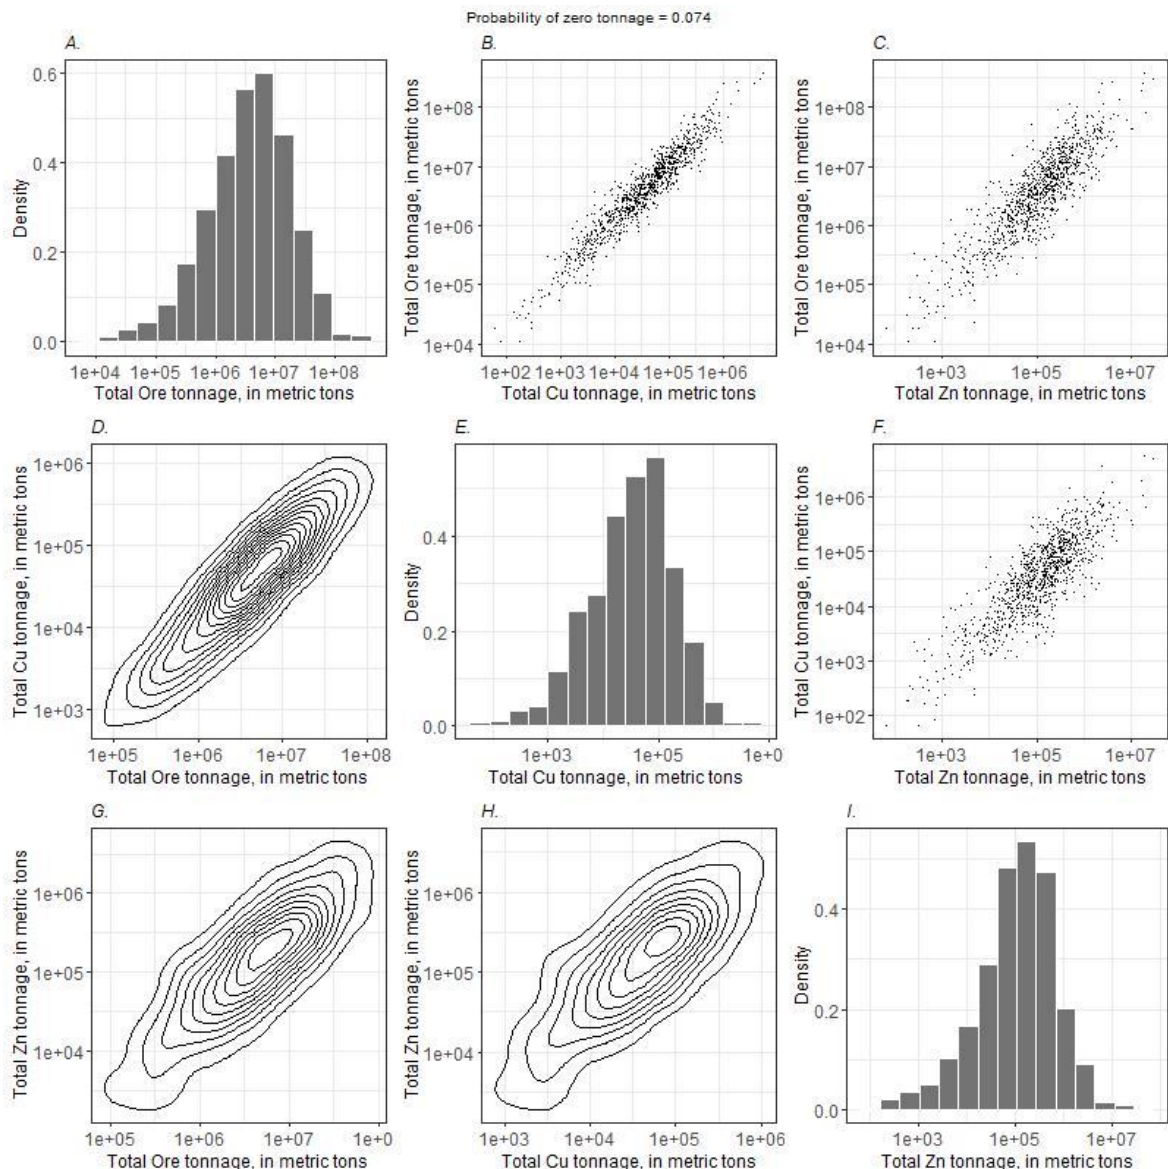 Probability of zero tonnage = 0.074
A.
0.6
0.4
0.2
0.0
Density
1e+04 1e+05 1e+06 1e+07 1e+08
Total Ore tonnage, in metric tons
B.
1e+08
1e+07
1e+06
1e+05
1e+04
Total Ore tonnage, in metric tons
1e+02 1e+03 1e+04 1e+05 1e+06
Total Cu tonnage, in metric tons
C.
1e+08
1e+07
1e+06
1e+05
1e+04
Total Ore tonnage, in metric tons
1e+03 1e+05 1e+07
Total Zn tonnage, in metric tons
D.
1e+06
1e+05
1e+04
1e+03
Total Cu tonnage, in metric tons
1e+05 1e+06 1e+07 1e+08
Total Ore tonnage, in metric tons
E.
0.4
0.2
0.0
Density
1e+03 1e+05 1e+0
Total Cu tonnage, in metric tons
F.
1e+06
1e+05
1e+04
1e+03
1e+02
Total Cu tonnage, in metric tons
1e+03 1e+05 1e+07
Total Zn tonnage, in metric tons
G.
1e+06
1e+05
1e+04
Total Zn tonnage, in metric tons
1e+05 1e+06 1e+07 1e+0
Total Ore tonnage, in metric tons
H.
1e+06
1e+05
1e+04
Total Zn tonnage, in metric tons
1e+03 1e+04 1e+05 1e+06
Total Cu tonnage, in metric tons
I.
0.4
0.2
0.0
Density
1e+03 1e+05 1e+07
Total Zn tonnage, in metric tons